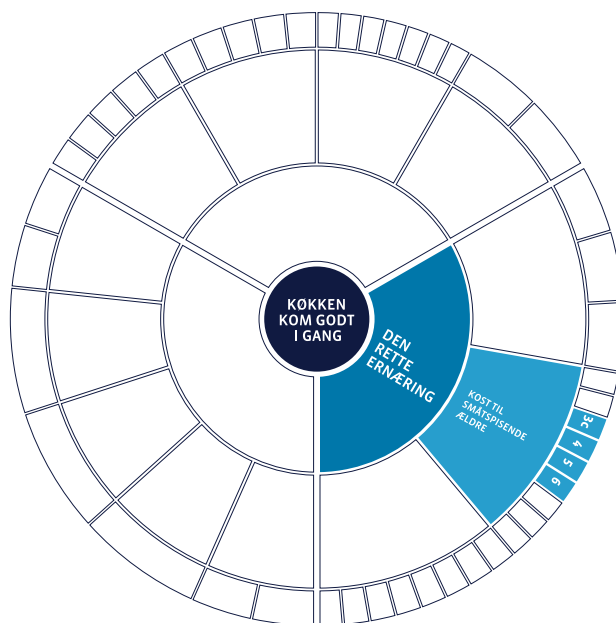 KØKKEN
KOM GODT
I GANG
DEN
RETTE
ERNÆRING
KOST TIL
SMÅTSPISENDE
ÆLDRE
3c
4
5
6